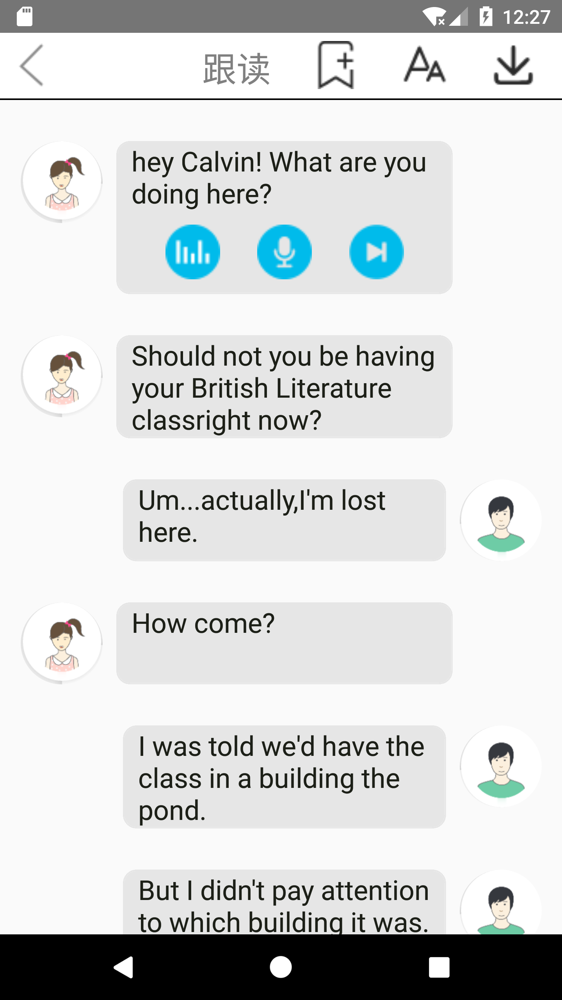 12:27
跟读
hey Calvin! What are you
doing here?
Should not you be having
your British Literature
classright now?
Um...actually,I'm lost
here.
How come?
I was told we'd have the
class in a building the
pond.
But I didn't pay attention
to which building it was.